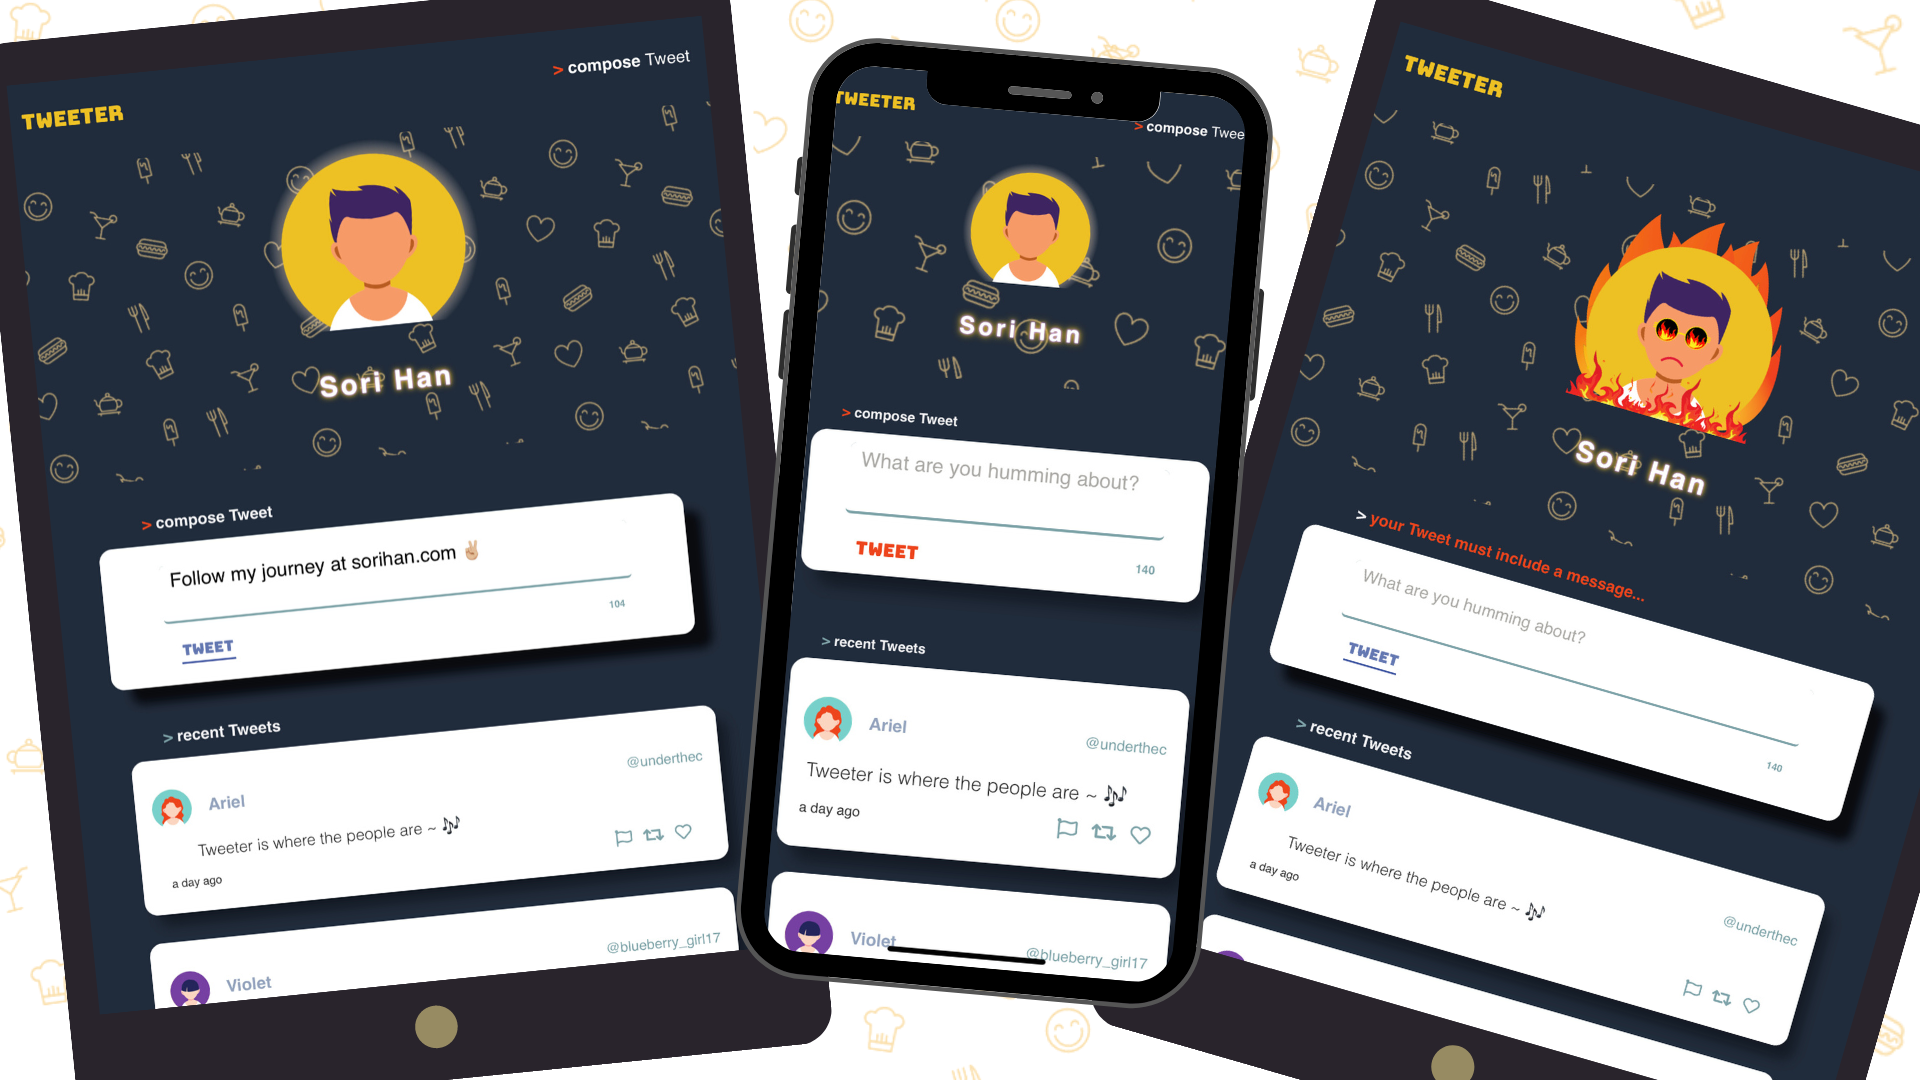 > compose Tweet
TWEETER
Sori Han
> compose Tweet
Follow my journey at sorihan.com ✌🏼
104
TWEET
> recent Tweets
@underthec
Ariel
Tweeter is where the people are ~ 🎶
a day ago
@blueberry_girl17
Violet
TWEETER
> compose Twee
Sori Han
> compose Tweet
What are you humming about?
TWEET
140
> recent Tweets
Ariel
@underthec
Tweeter is where the people are ~ 🎶
a day ago
Violet
@blueberry_girl17
TWEETER
Sori Han
> your Tweet must include a message...
What are you humming about?
TWEET
140
> recent Tweets
Ariel
@underthec
Tweeter is where the people are ~ 🎶
a day ago